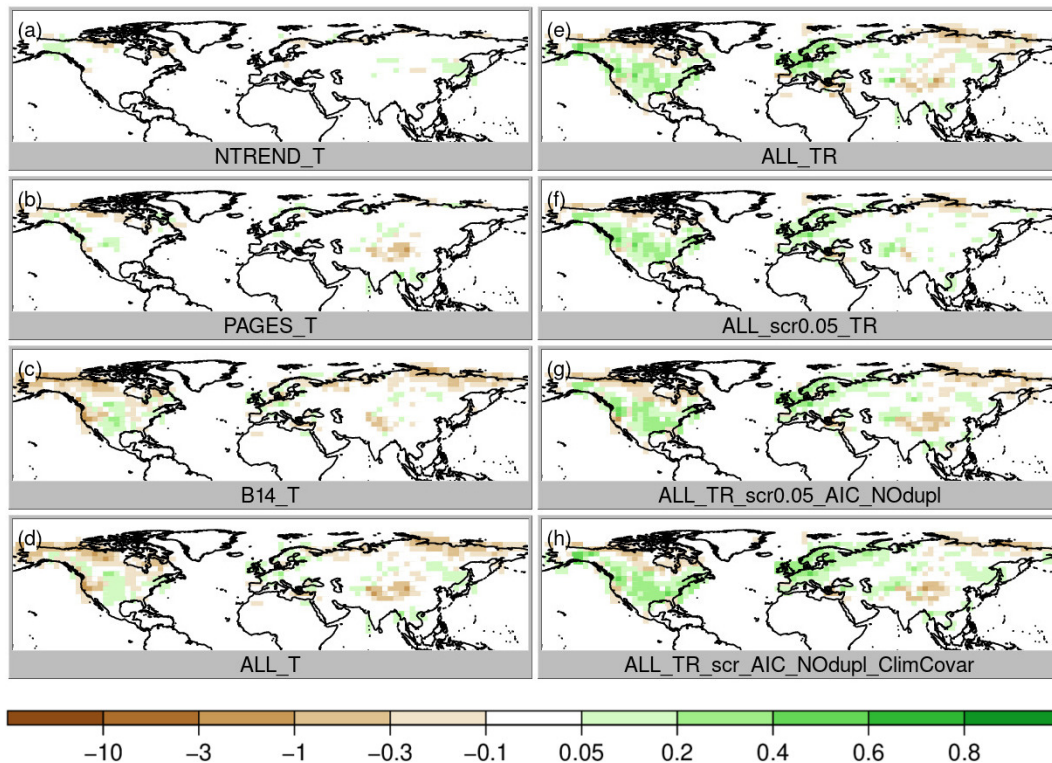 (a)
NTREND_T
(b)
PAGES_T
(c)
B14_T
(d)
ALL_T
(e)
ALL_TR
(f)
ALL_scr0.05_TR
(g)
ALL_TR_scr0.05_AIC_NOdupl
(h)
ALL_TR_scr_AIC_NOdupl_ClimCovar
−10 −3 −1 −0.3 −0.1 0.05 0.2 0.4 0.6 0.8